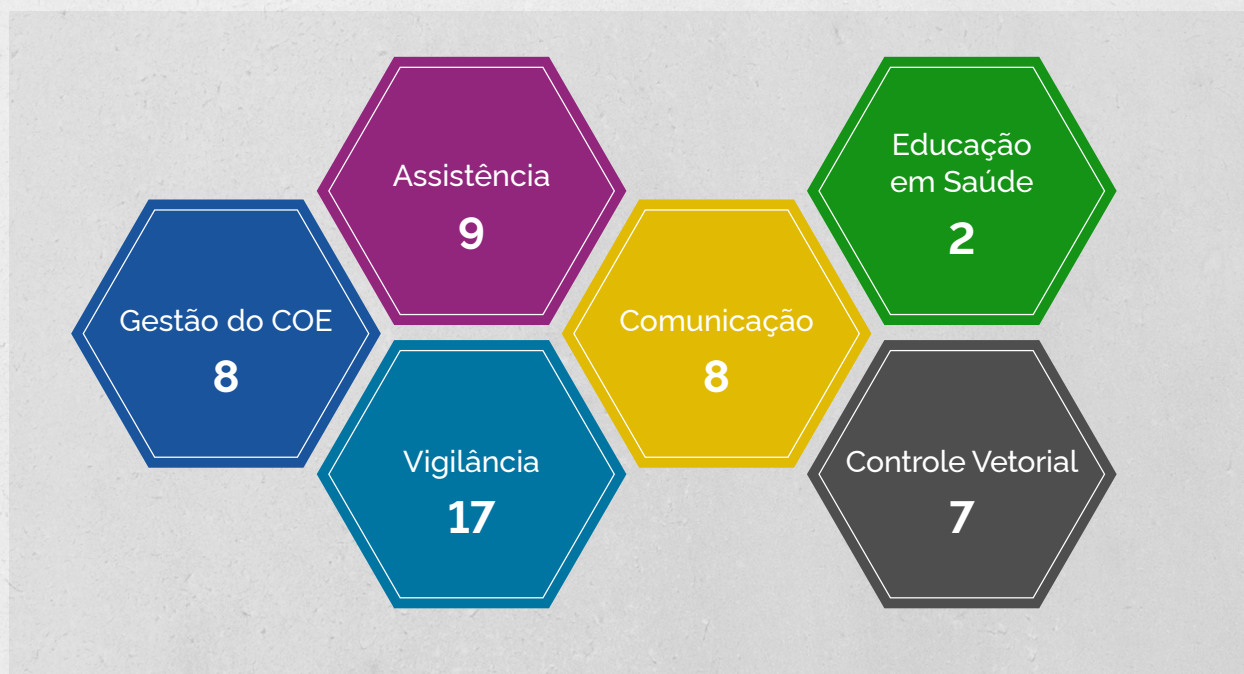 Assistência
9
Educação
em Saúde
2
Gestão do COE
8
Comunicação
8
Vigilância
17
Controle Vetorial
7